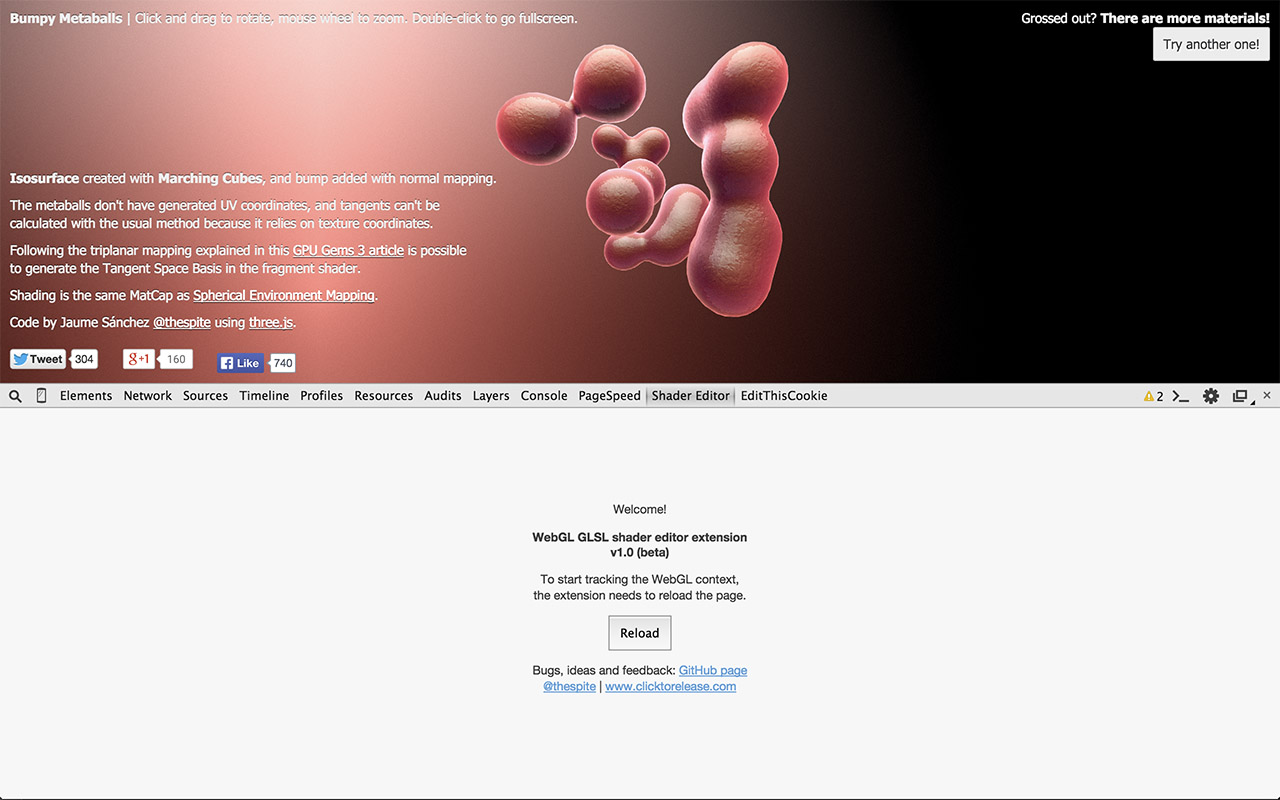 Bumpy Metaballs | Click and drag to rotate, mouse wheel to zoom. Double-click to go fullscreen.
Grossed out? There are more materials!
Try another one!
Isosurface created with Marching Cubes, and bump added with normal mapping.
The metaballs don't have generated UV coordinates, and tangents can't be
calculated with the usual method because it relies on texture coordinates.
Following the triplanar mapping explained in this GPU Gems 3 article is possible
to generate the Tangent Space Basis in the fragment shader.
Shading is the same MatCap as Spherical Environment Mapping.
Code by Jaume Sánchez @thespite using three.js.
Tweet 304 g+1 160 Like 740
Elements Network Sources Timeline Profiles Resources Audits Layers Console PageSpeed Shader Editor EditThisCookie 2
Welcome!
WebGL GLSL shader editor extension
v1.0 (beta)
To start tracking the WebGL context,
the extension needs to reload the page.
Reload
Bugs, ideas and feedback: GitHub page
@thespite | www.clicktorelease.com